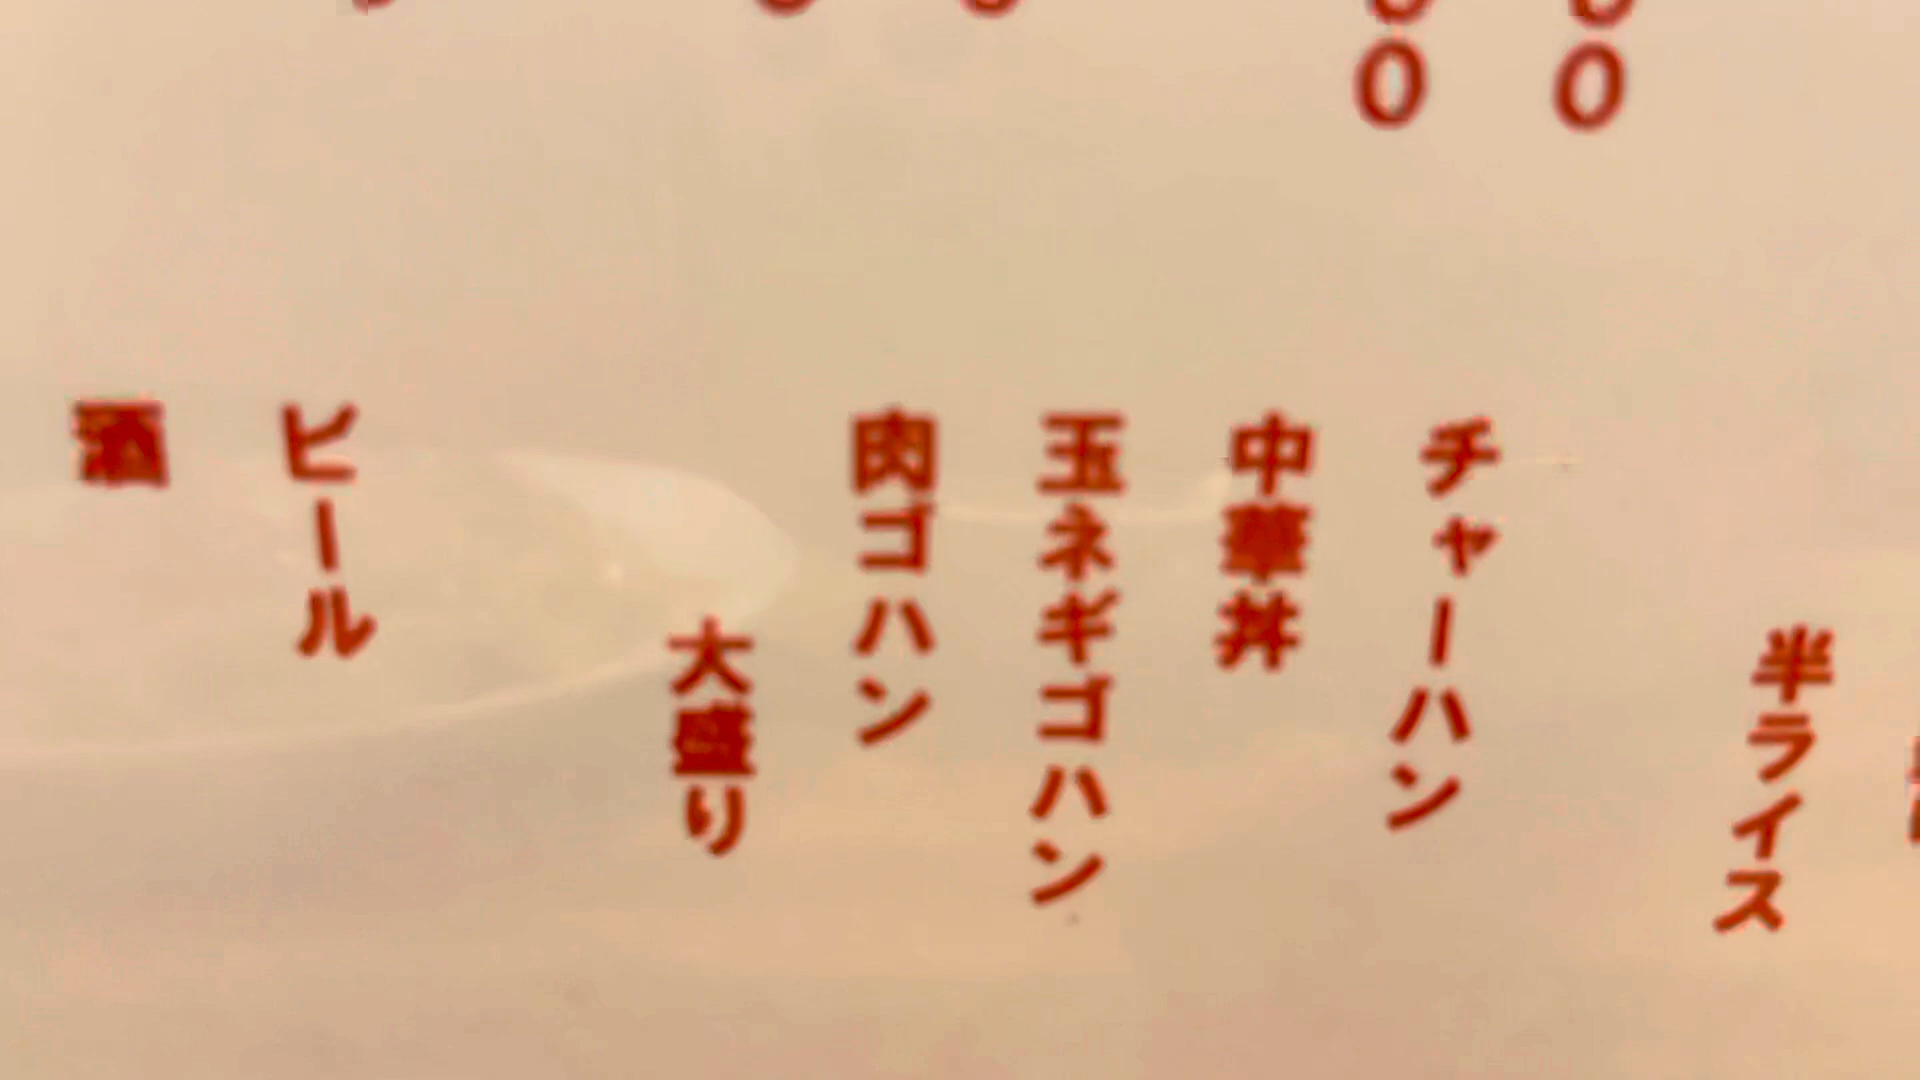 半ライス
チャーハン
中華丼
玉ネギゴハン
肉ゴハン
大盛り
ビール
酒